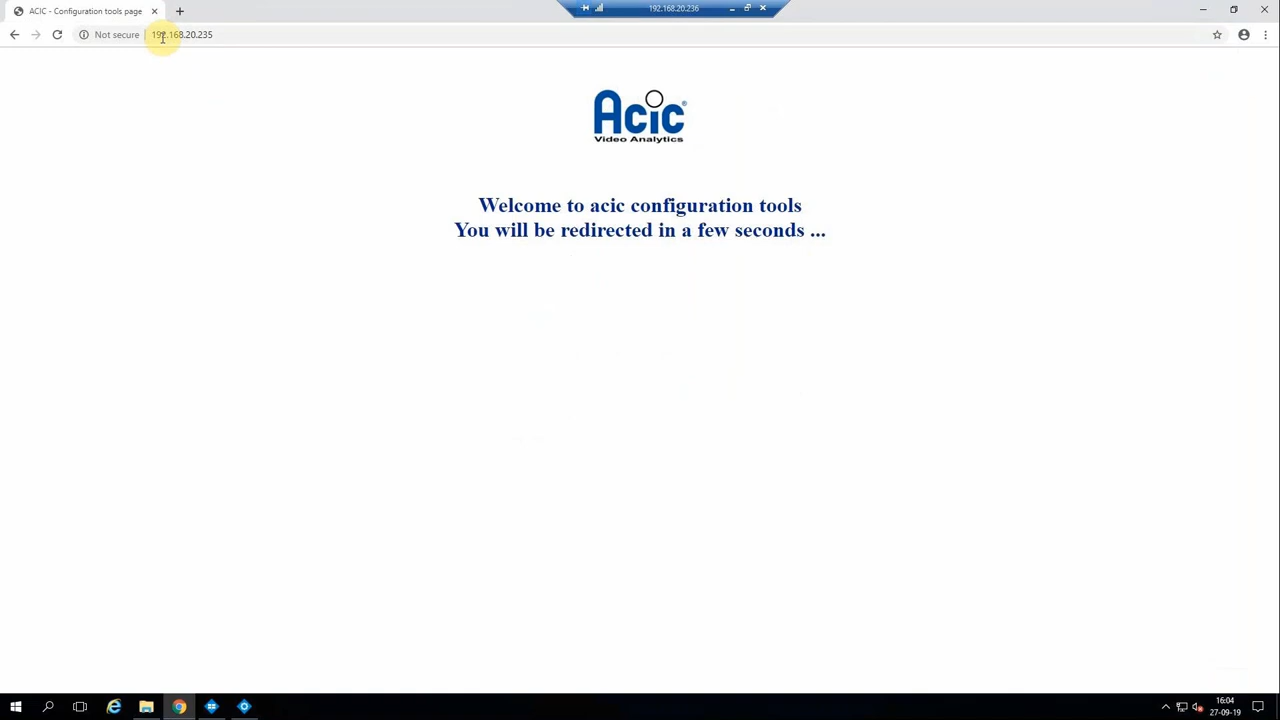 192.168.20.236
ACIC - Configuration tools page
Not secure
192.168.20.235
Acic®
Video Analytics
Welcome to acic configuration tools
You will be redirected in a few seconds ...
16:04
27-09-19